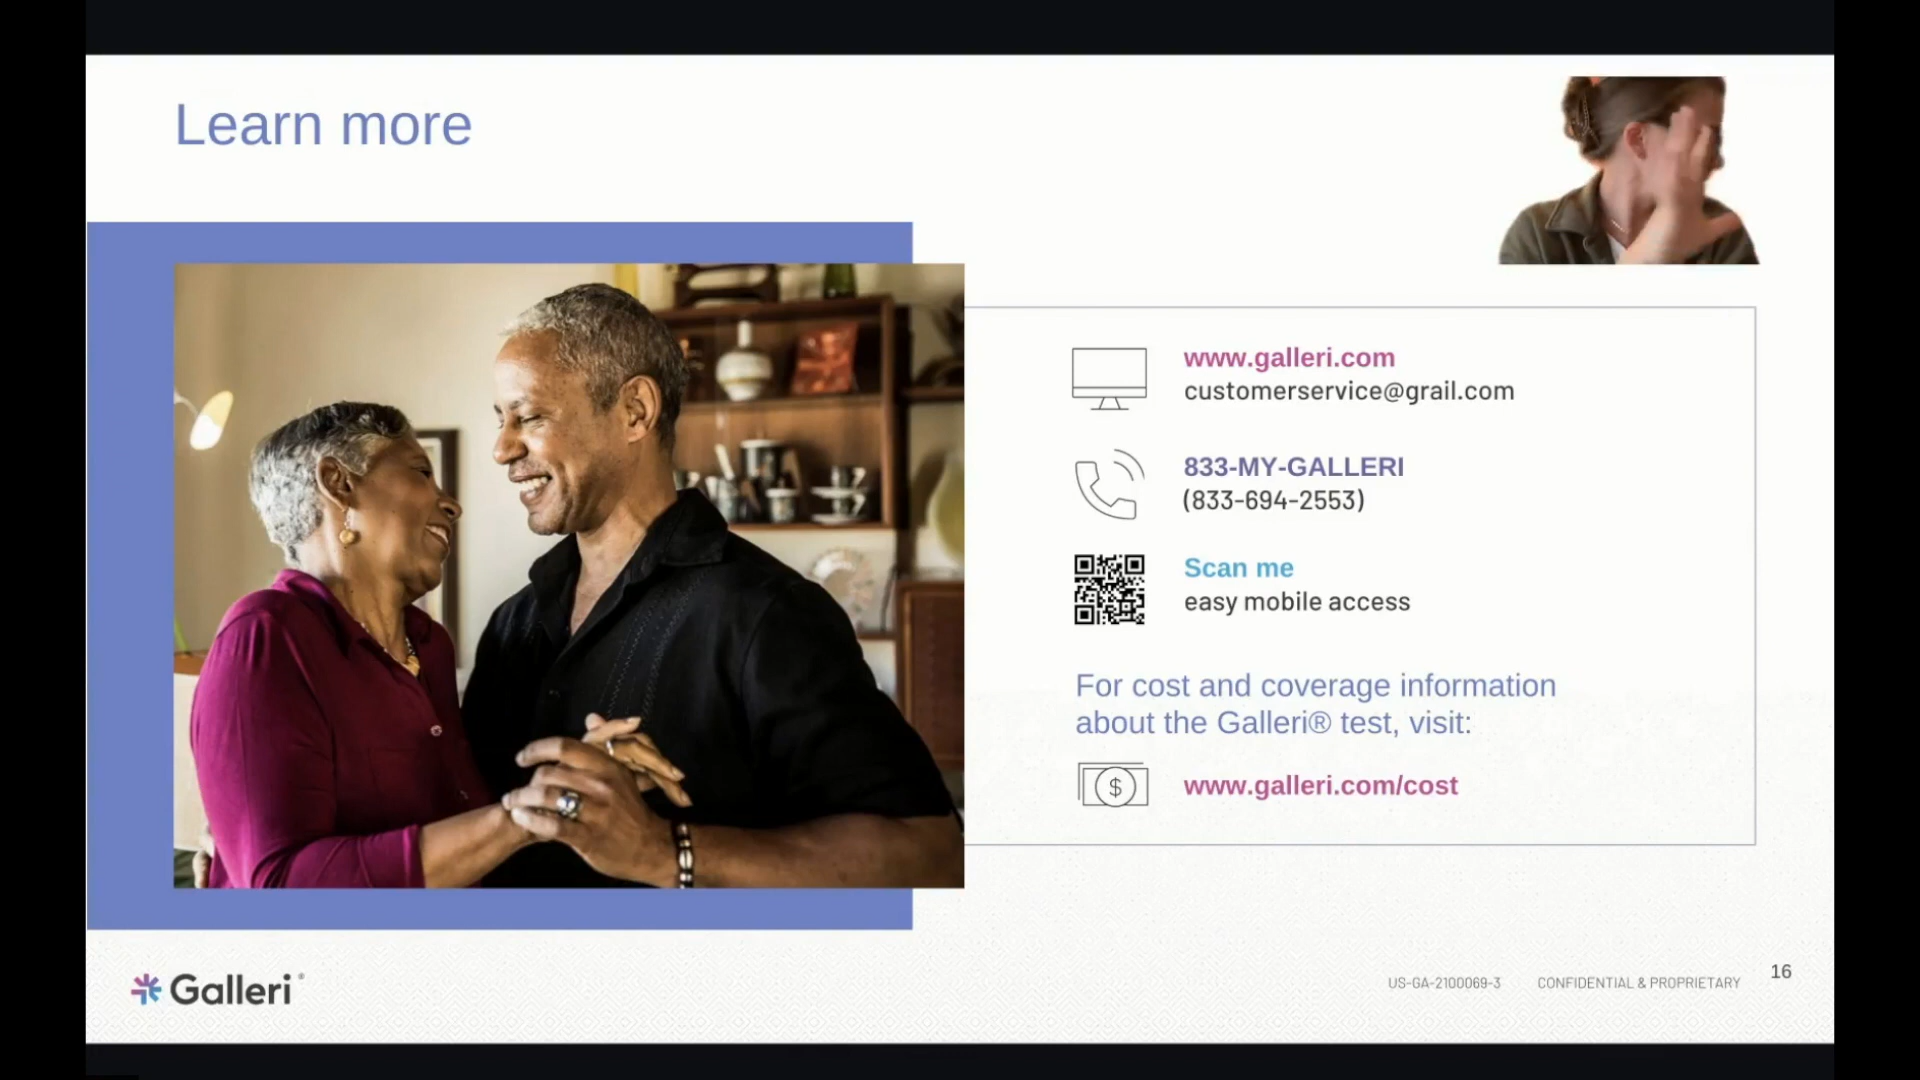 Learn more
www.galleri.com
customerservice@grail.com
833-MY-GALLERI
(833-694-2553)
Scan me
easy mobile access
For cost and coverage information
about the Galleri® test, visit:
$
www.galleri.com/cost
Galleri®
US-GA-2100069-3 CONFIDENTIAL & PROPRIETARY 16